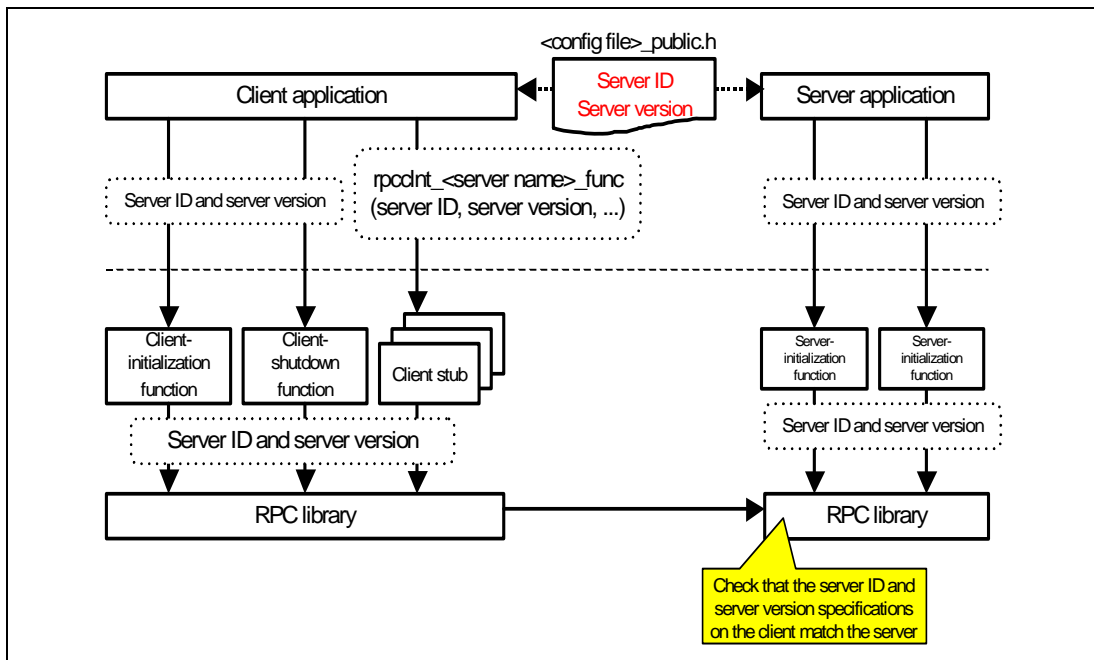 <config file>_public.h
Server ID
Server version
Client application
Server application
Server ID and server version
rpcclnt_<server name>_func
(server ID, server version, ...)
Server ID and server version
Client-
initialization
function
Client-
shutdown
function
Client stub
Server-
initialization
function
Server-
initialization
function
Server ID and server version
Server ID and server version
RPC library
RPC library
Check that the server ID and
server version specifications
on the client match the server